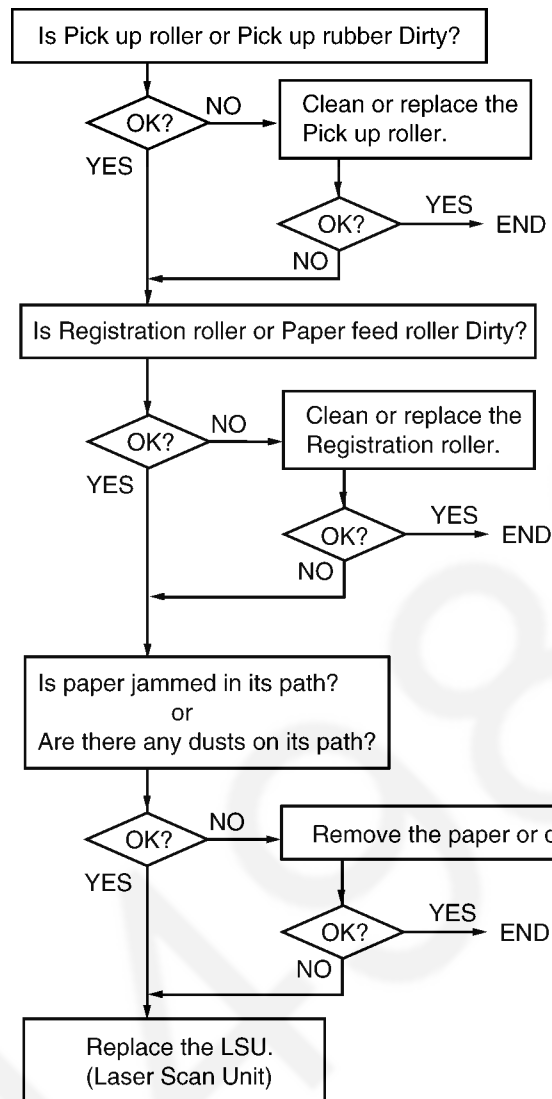 Is Pick up roller or Pick up rubber Dirty?
OK?
NO
Clean or replace the
Pick up roller.
YES
OK?
YES
END
NO
Is Registration roller or Paper feed roller Dirty?
OK?
NO
Clean or replace the
Registration roller.
YES
OK?
YES
END
NO
Is paper jammed in its path?
or
Are there any dusts on its path?
OK?
NO
Remove the paper or
YES
OK?
YES
END
NO
Replace the LSU.
(Laser Scan Unit)